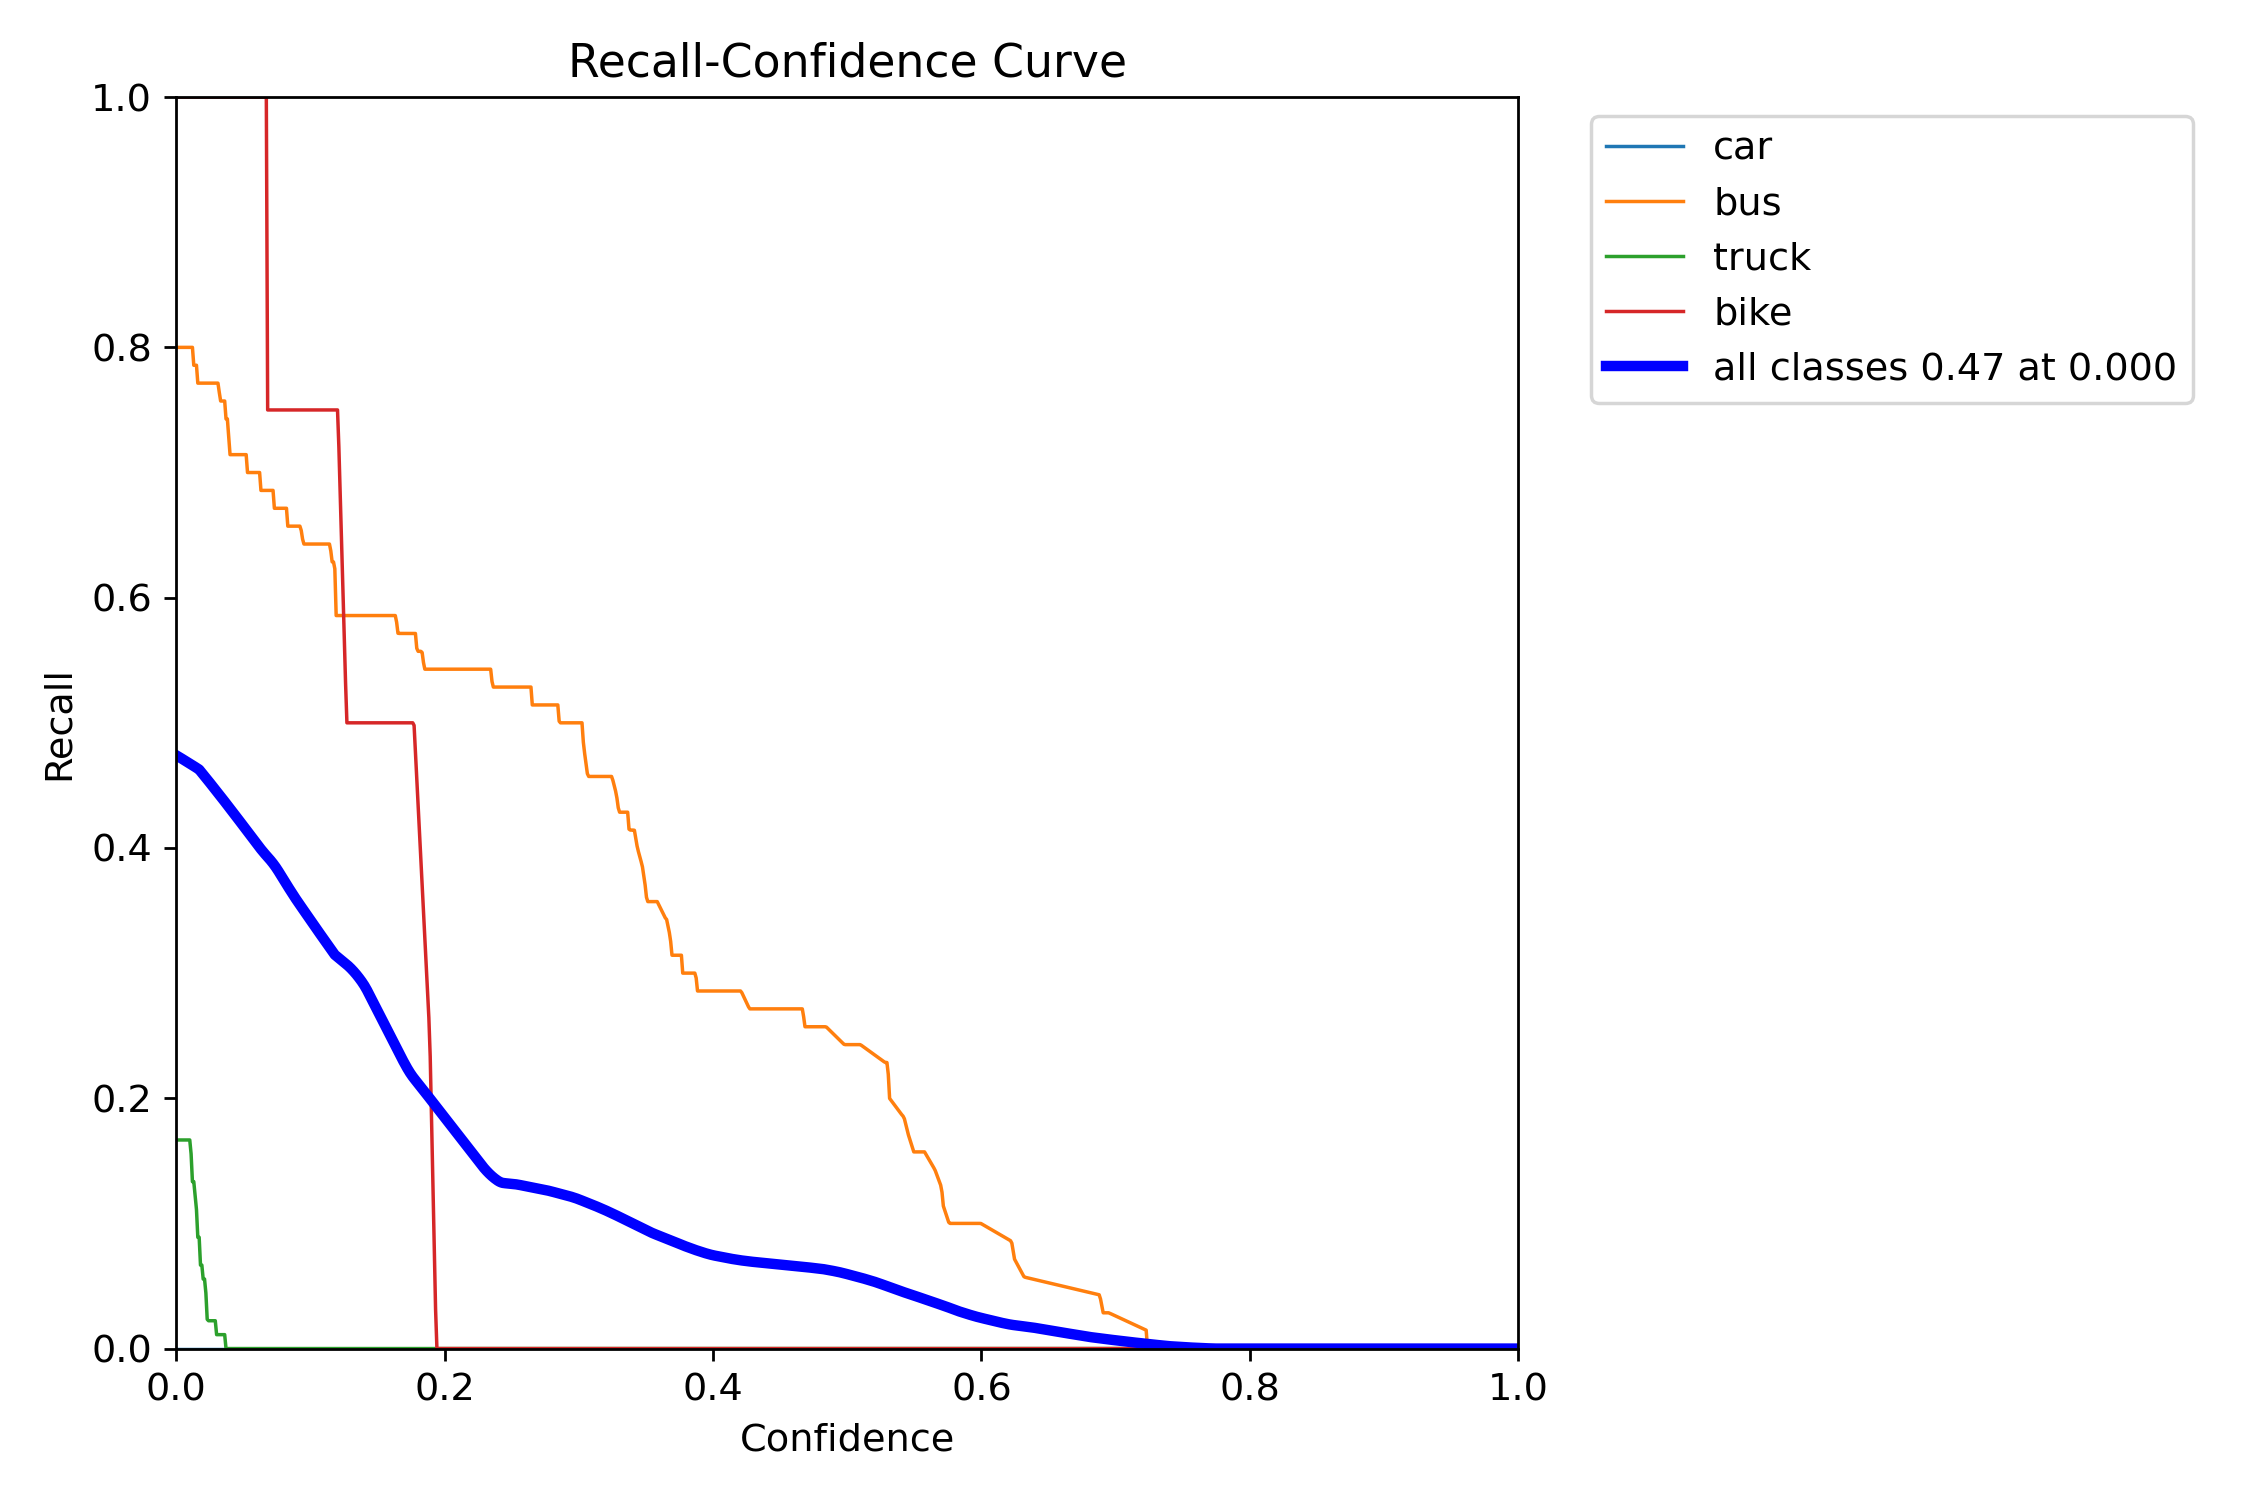 Recall-Confidence Curve
1.0
0.8
0.6
0.4
0.2
0.0
Recall
0.0 0.2 0.4 0.6 0.8 1.0
Confidence
car
bus
truck
bike
all classes 0.47 at 0.000